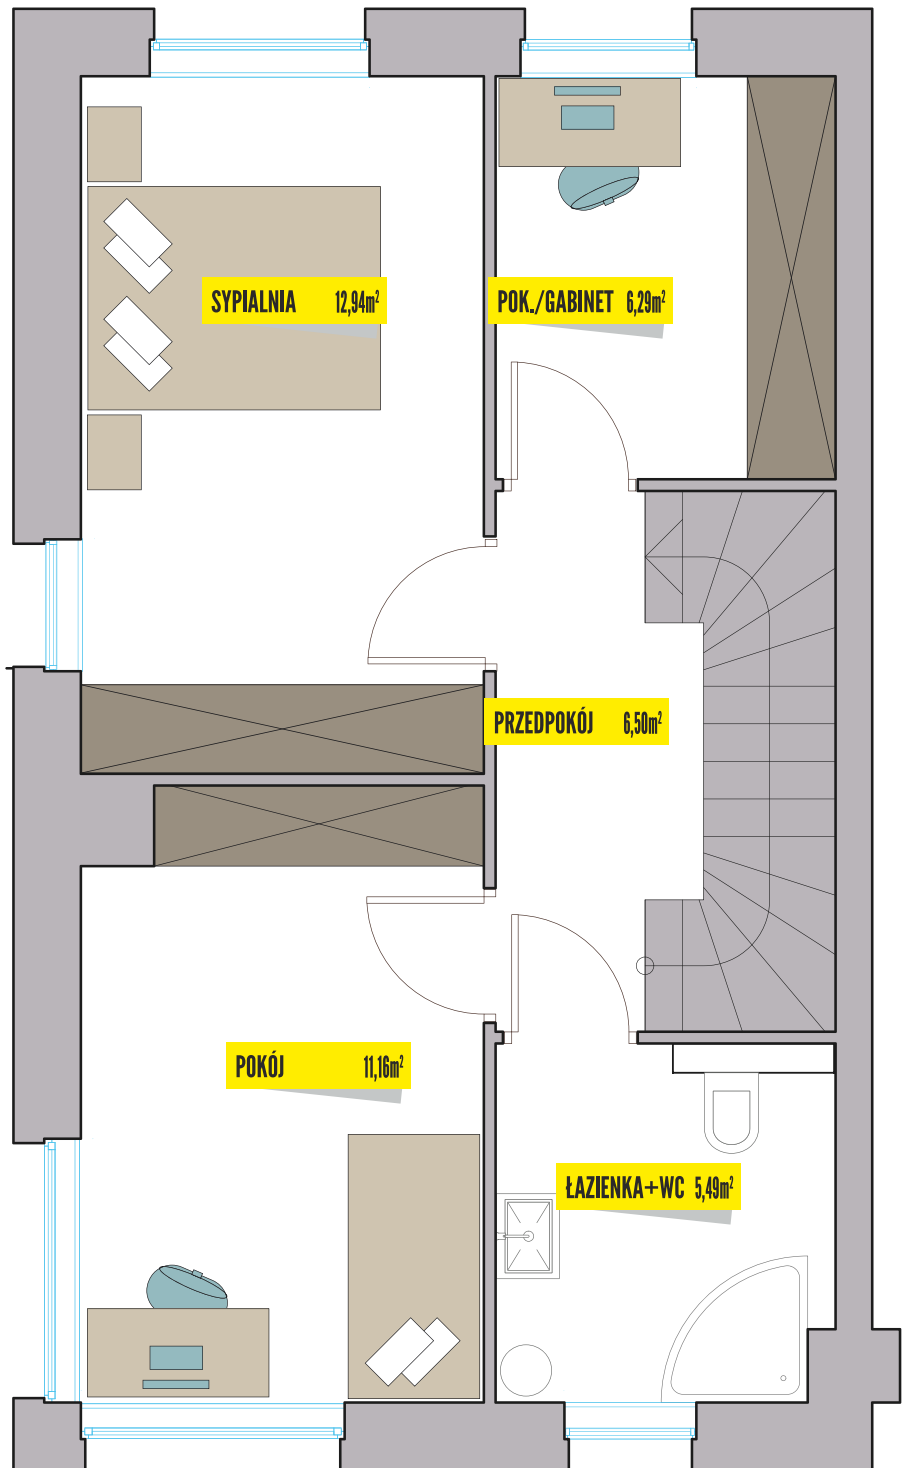 SYPIALNIA 12,94m²
POK./GABINET 6,29m²
PRZEDPOKÓJ 6,50m²
POKÓJ 11,16m²
ŁAZIENKA+WC 5,49m²